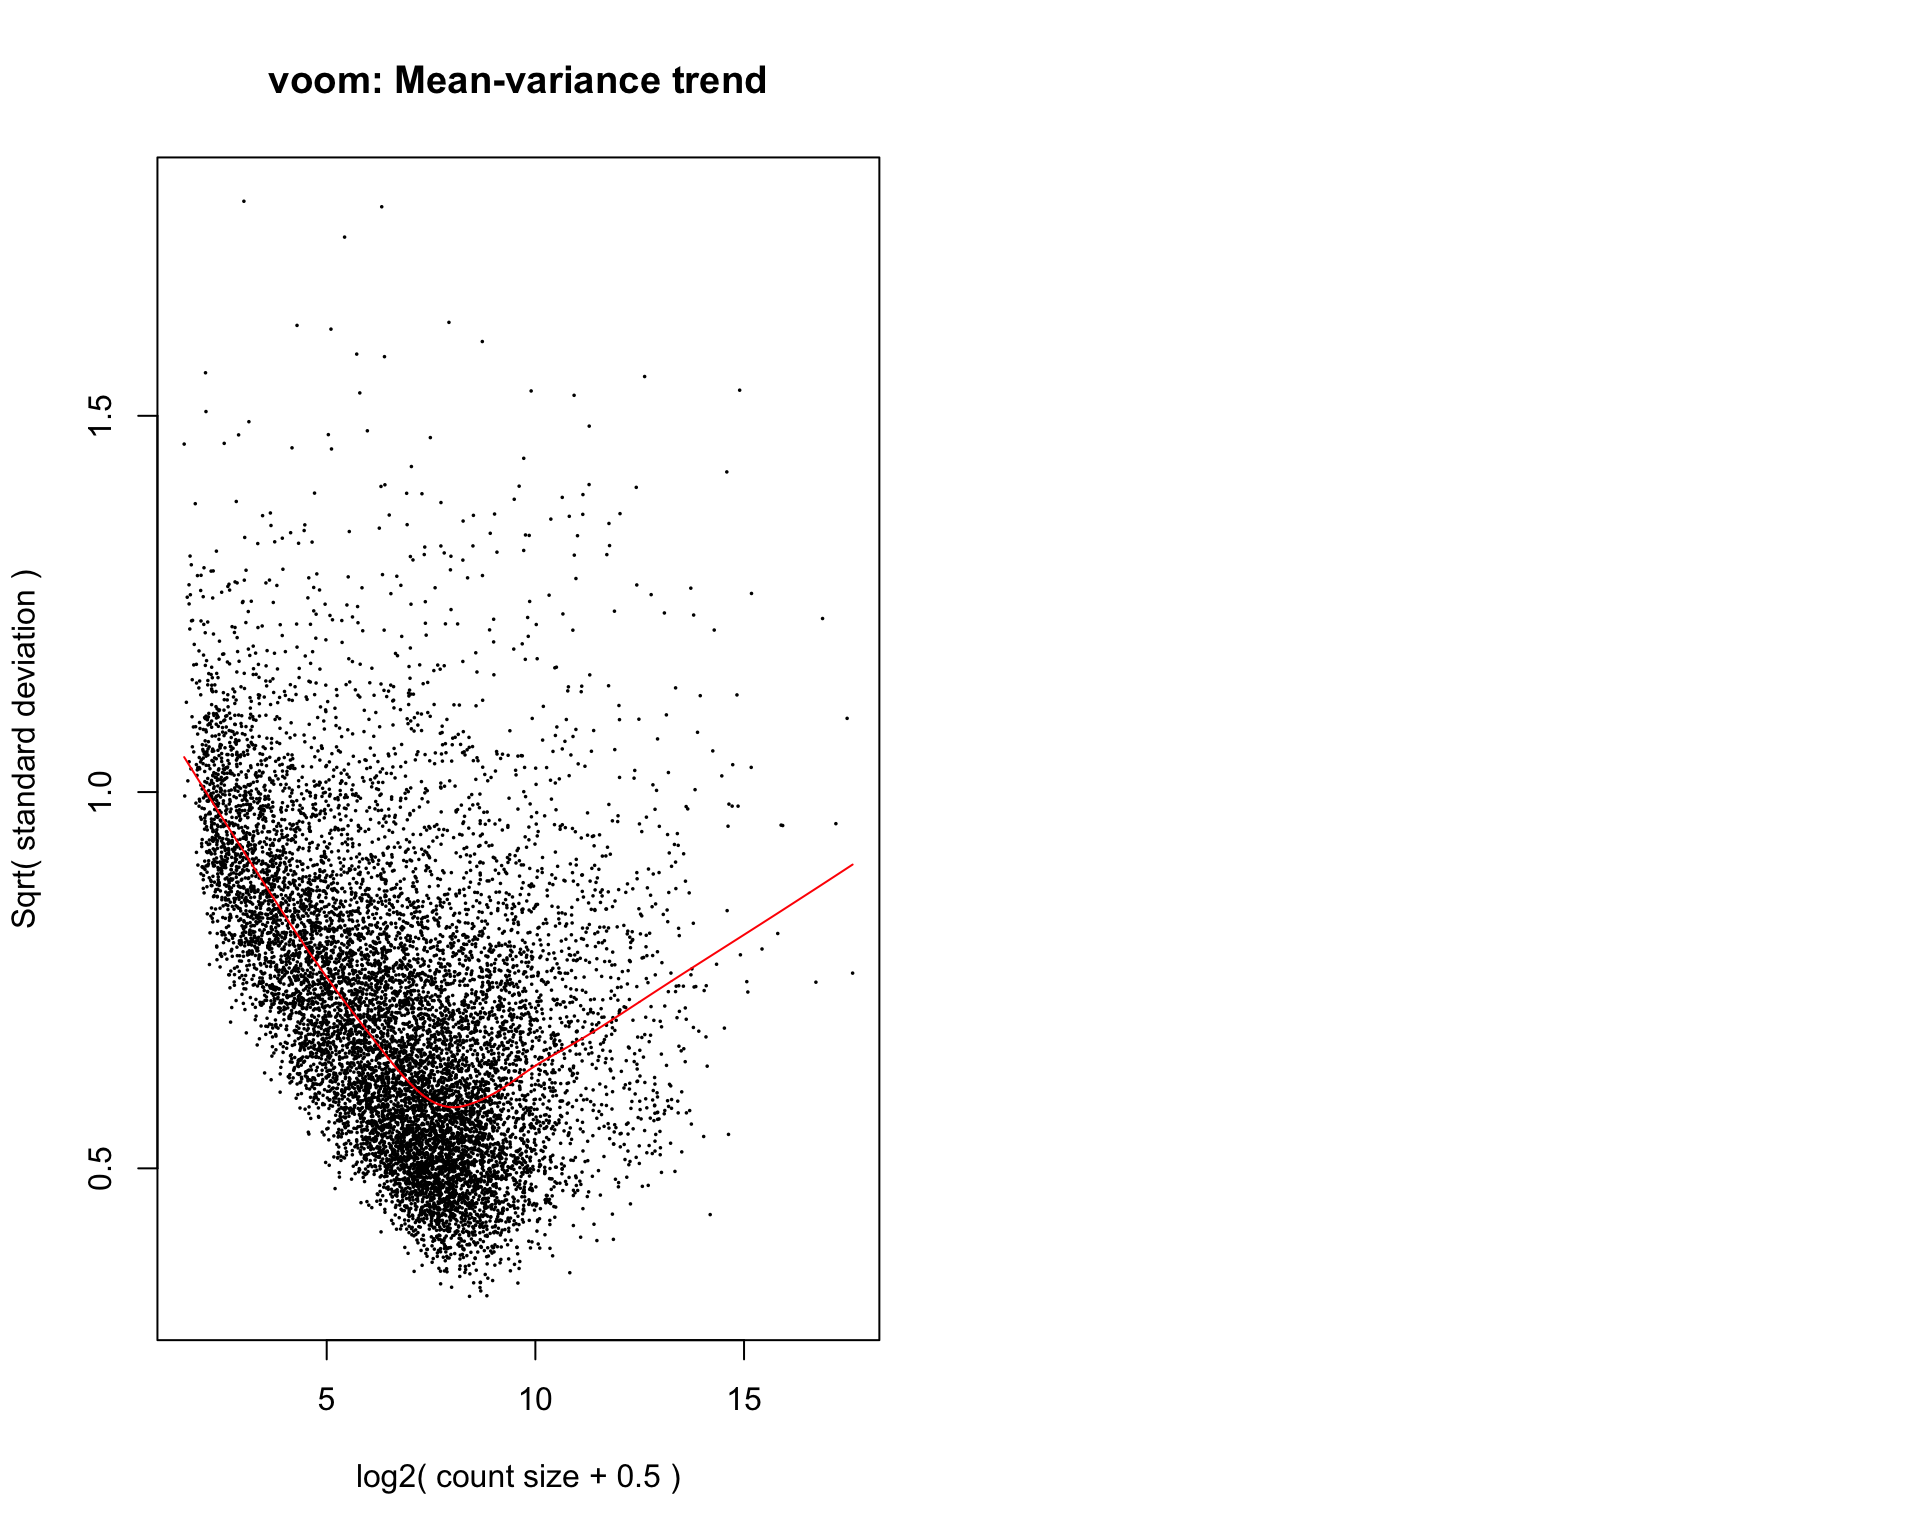 voom: Mean-variance trend
Sqrt( standard deviation )
1.5
1.0
0.5
5 10 15
log2( count size + 0.5 )